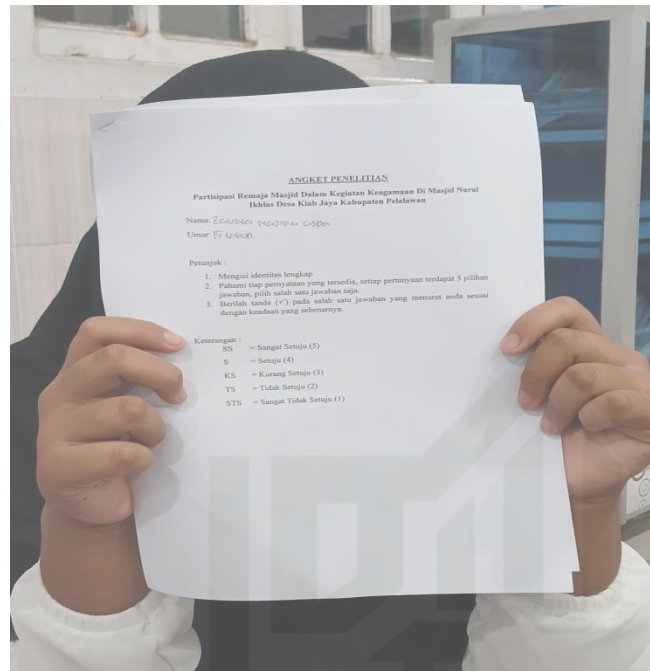 ANGKET PENELITIAN
Partisipasi Remaja Masjid Dalam Kegiatan Keagamaan Di Masjid Nurul
Ikhlas Desa Kiab Jaya Kabupaten Pelalawan
Nama:
Umur: 15 tahun
Petunjuk :
1. Mengisi identitas lengkap
2. Pahami tiap pernyataan yang tersedia, setiap pertanyaan terdapat 5 pilihan
jawaban, pilih salah satu jawaban saja.
3. Berilah tanda (✓) pada salah satu jawaban yang menurut anda sesuai
dengan keadaan yang sebenarnya.
Keterangan :
SS = Sangat Setuju (5)
S = Setuju (4)
KS = Kurang Setuju (3)
TS = Tidak Setuju (2)
STS = Sangat Tidak Setuju (1)